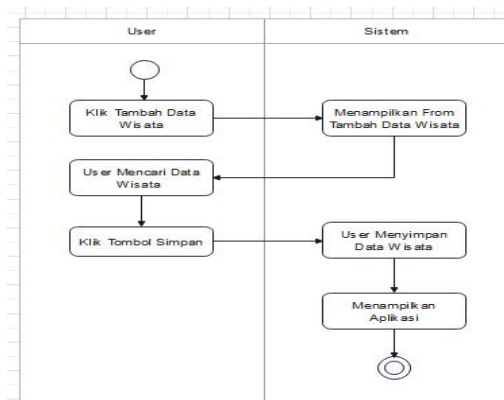 User
Sistem
Klik Tambah Data
Wisata
Menampilkan From
Tambah Data Wisata
User Mencari Data
Wisata
Klik Tombol Simpan
User Menyimpan
Data Wisata
Menampilkan
Aplikasi